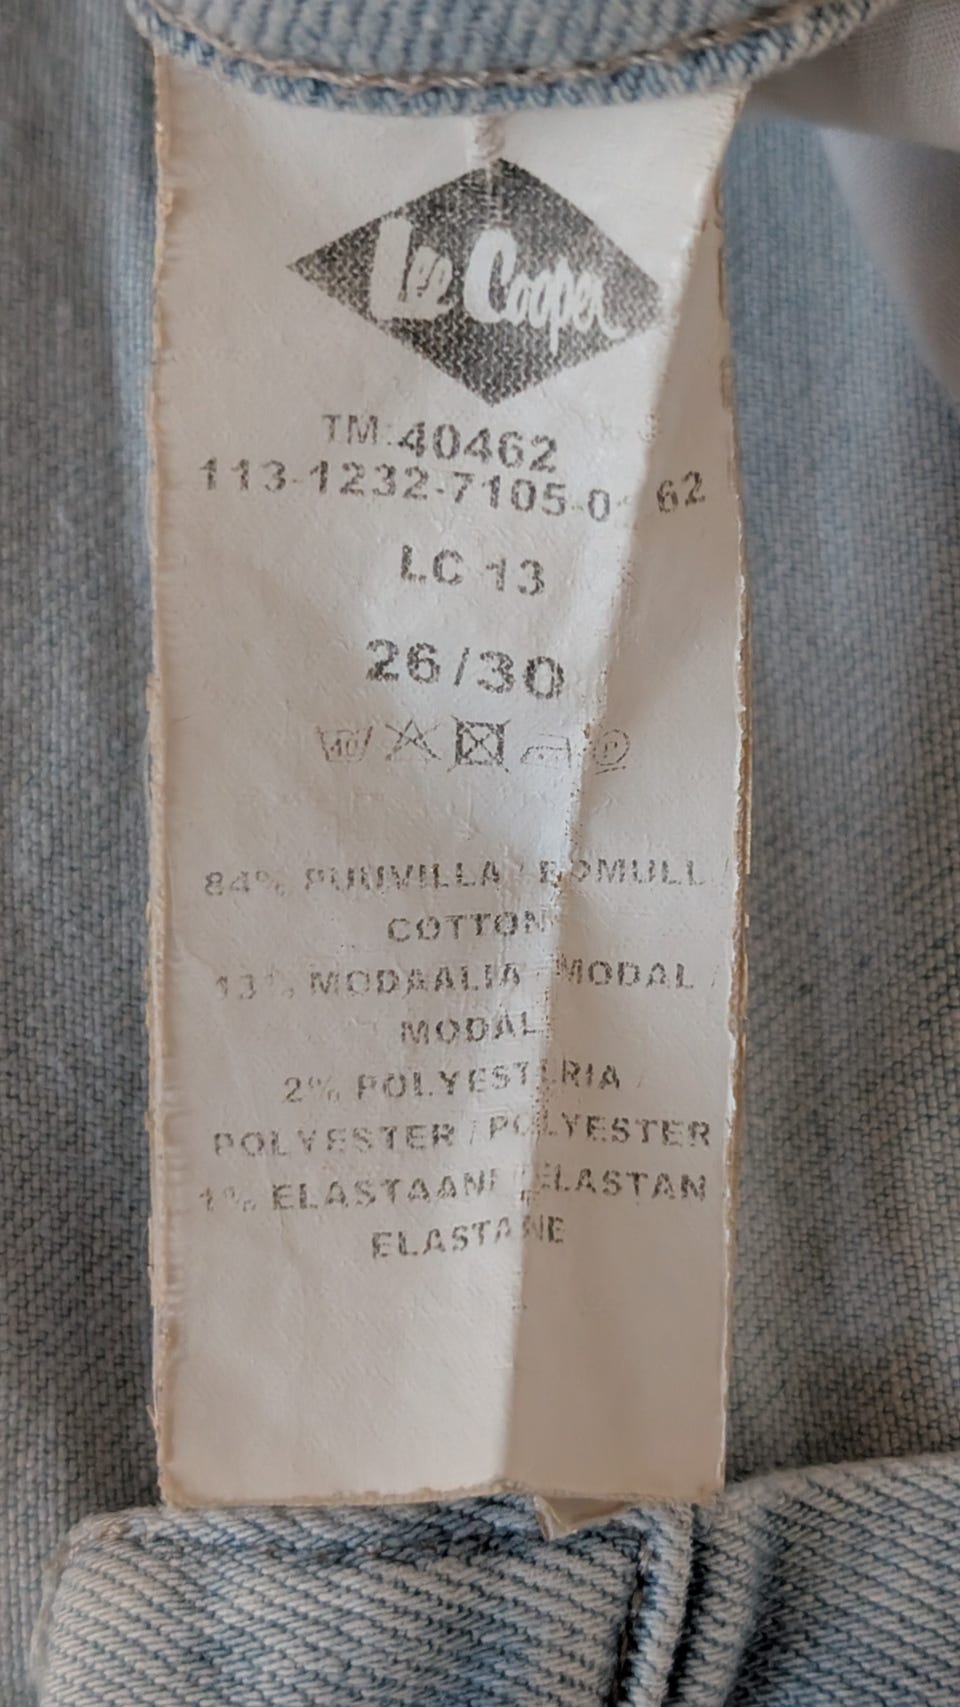 Lee Cooper
TM: 40462
113-1232-7105-0 62
LC 13
26/30
40 P
84% PUUVILLA / BOMULL /
COTTON
13% MODAALIA / MODAL /
MODAL
2% POLYESTERIA /
POLYESTER / POLYESTER
1% ELASTAANI / ELASTAN
ELASTANE